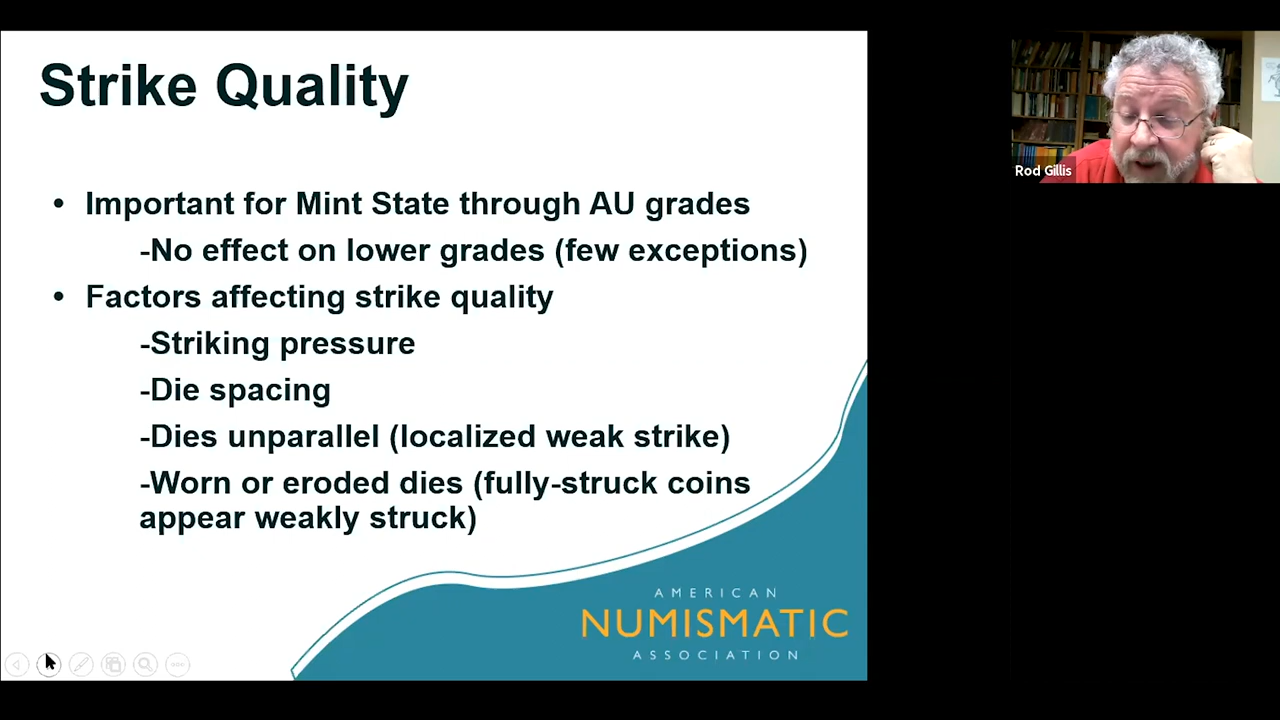 Strike Quality
• Important for Mint State through AU grades
-No effect on lower grades (few exceptions)
• Factors affecting strike quality
-Striking pressure
-Die spacing
-Dies unparallel (localized weak strike)
-Worn or eroded dies (fully-struck coins
appear weakly struck)
AMERICAN
NUMISMATIC
ASSOCIATION
Rod Gillis